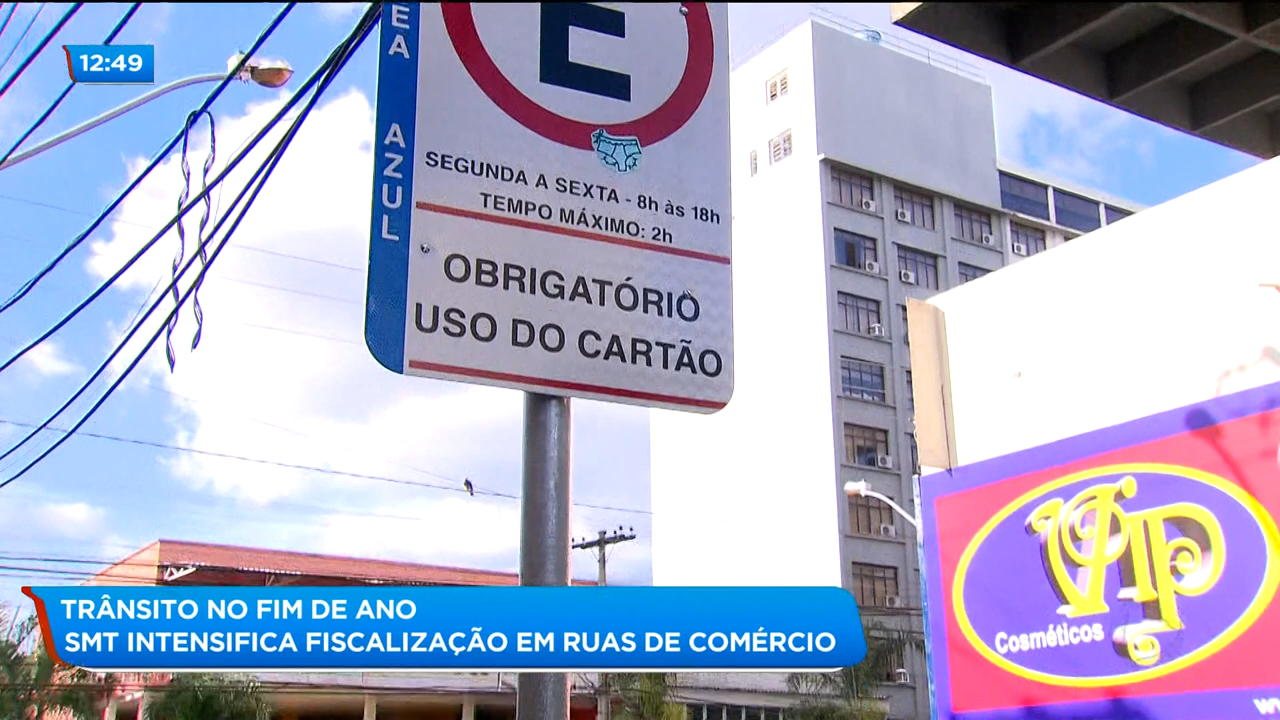 12:49
EA AZUL
E
SEGUNDA A SEXTA - 8h às 18h
TEMPO MÁXIMO: 2h
OBRIGATÓRIO
USO DO CARTÃO
Vip
Cosméticos
TRÂNSITO NO FIM DE ANO
SMT INTENSIFICA FISCALIZAÇÃO EM RUAS DE COMÉRCIO